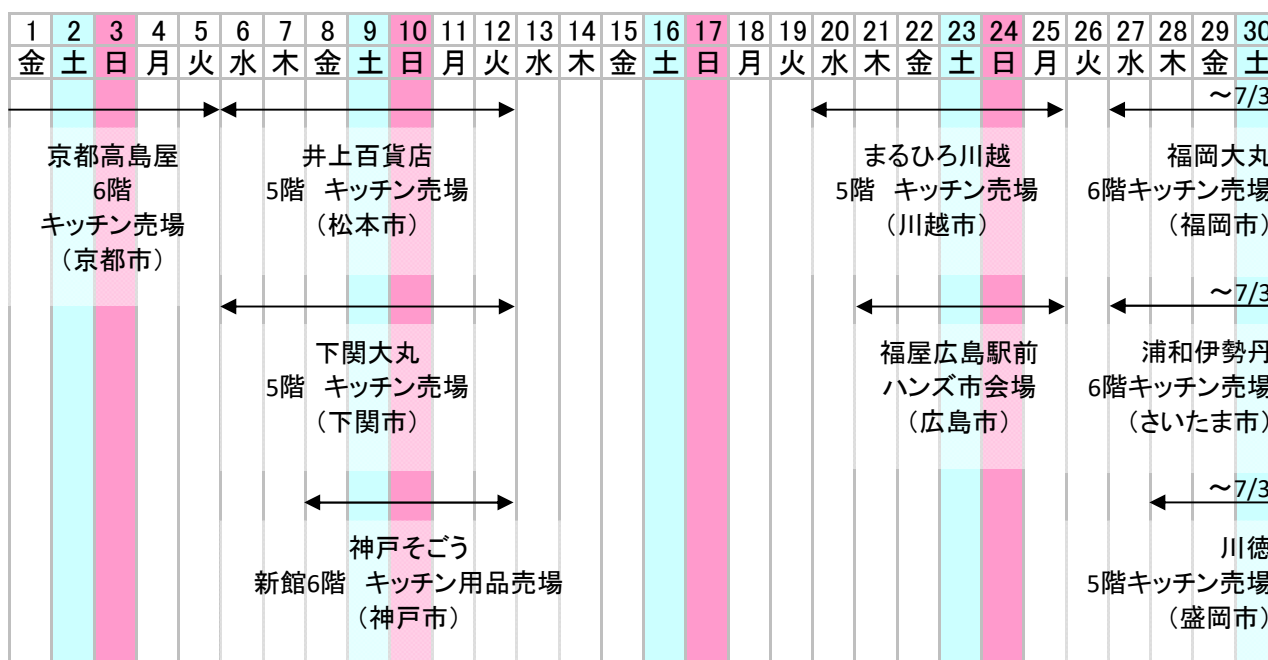 1 2 3 4 5 6 7 8 9 10 11 12 13 14 15 16 17 18 19 20 21 22 23 24 25 26 27 28 29 30
金 土 日 月 火 水 木 金 土 日 月 火 水 木 金 土 日 月 火 水 木 金 土 日 月 火 水 木 金 土
～7/3
京都高島屋
6階
キッチン売場
（京都市）
井上百貨店
5階　キッチン売場
（松本市）
まるひろ川越
5階　キッチン売場
（川越市）
福岡大丸
6階キッチン売場
（福岡市）
～7/3
下関大丸
5階　キッチン売場
（下関市）
福屋広島駅前
ハンズ市会場
（広島市）
浦和伊勢丹
6階キッチン売場
（さいたま市）
～7/3
神戸そごう
新館6階　キッチン用品売場
（神戸市）
川徳
5階キッチン売場
（盛岡市）